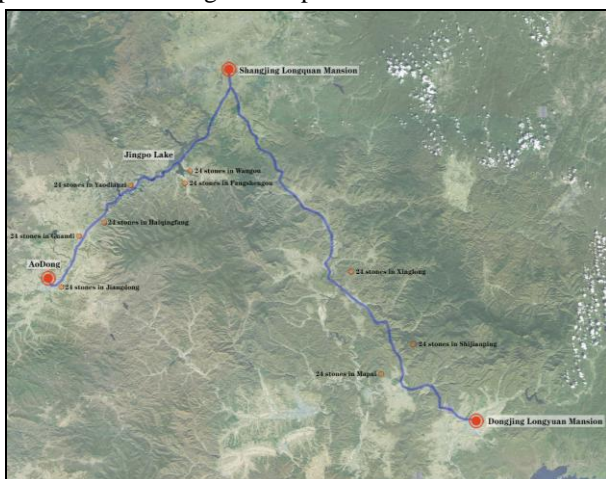 Shangjing Longquan Mansion
Jingpo Lake
24 stones in Wangou
24 stones in Yaodianzi
24 stones in Fangshengou
24 stones in Haiqingfang
24 stones in Guandi
AoDong
24 stones in Xinglong
24 stones in Jiangdong
24 stones in Shijianping
24 stones in Mapai
Dongjing Longyuan Mansion